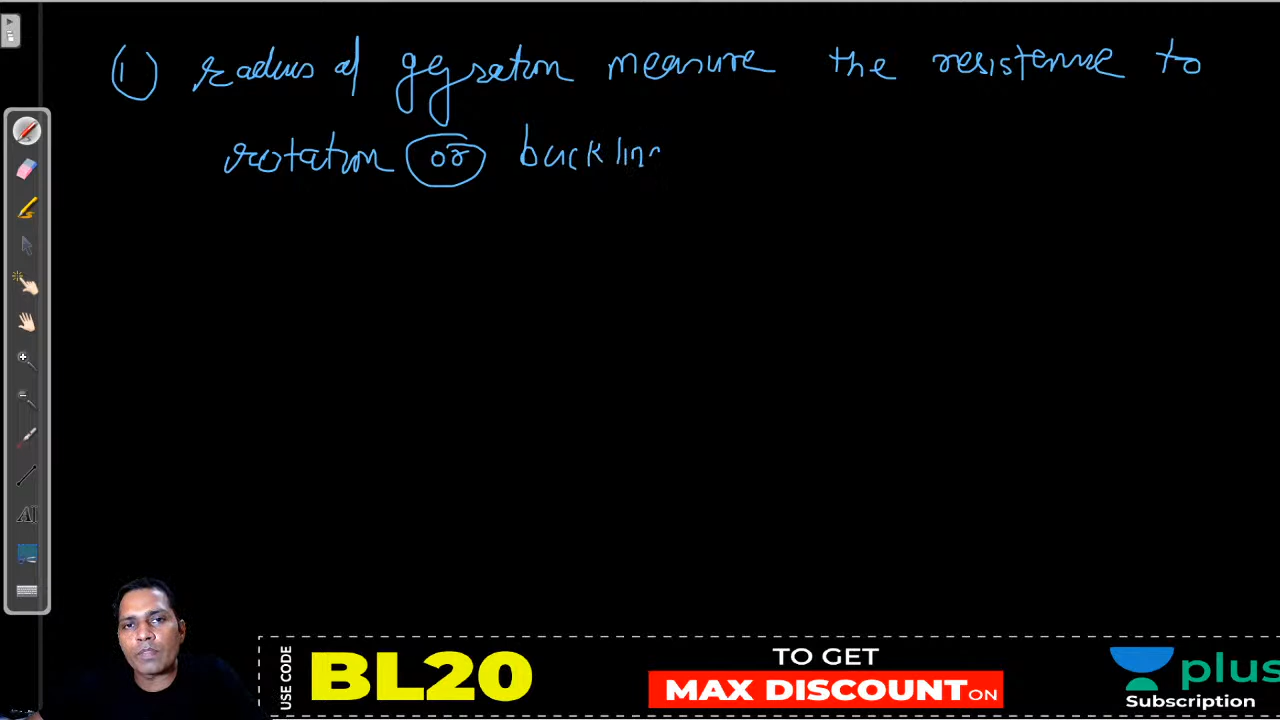 ① radius of gyration measure the resistence to
rotation or buckling
USE CODE
BL20
TO GET
MAX DISCOUNT ON
plus
Subscription
AI